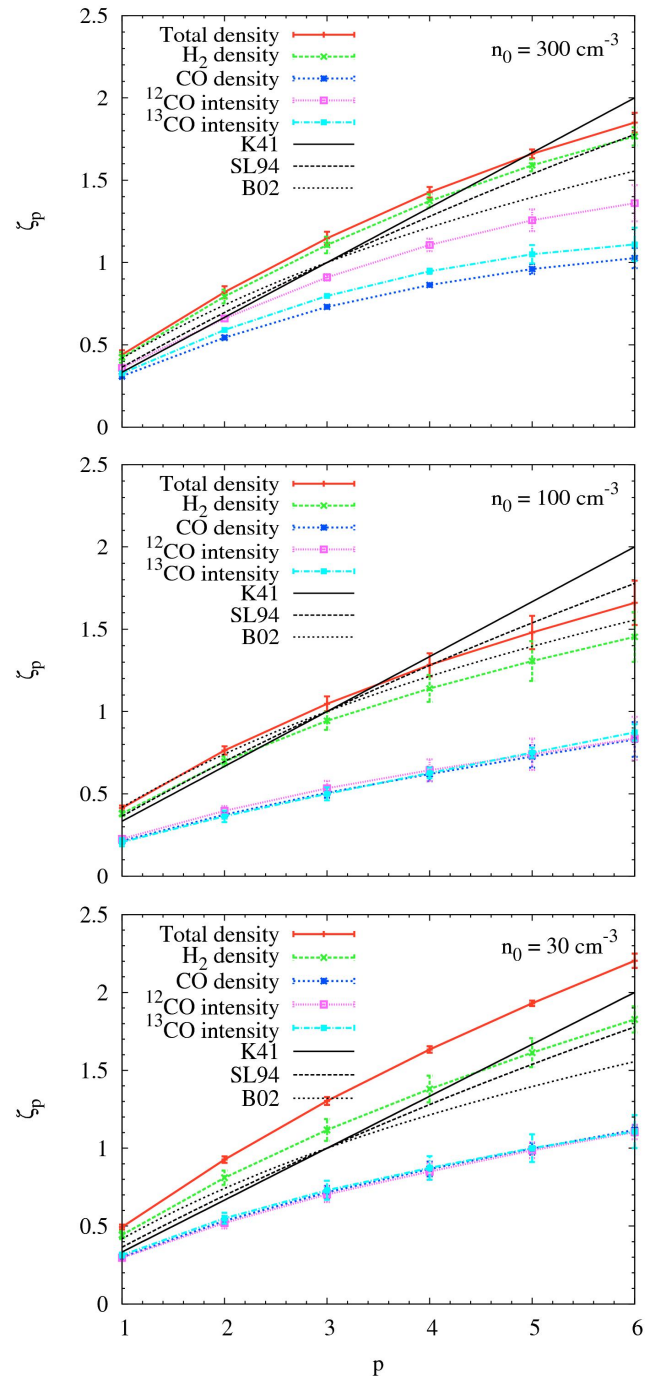 2.5
2
1.5
1
0.5
0
ζp
Total density
H2 density
CO density
12CO intensity
13CO intensity
K41
SL94
B02
n0 = 300 cm-3
2.5
2
1.5
1
0.5
0
ζp
Total density
H2 density
CO density
12CO intensity
13CO intensity
K41
SL94
B02
n0 = 100 cm-3
2.5
2
1.5
1
0.5
0
ζp
Total density
H2 density
CO density
12CO intensity
13CO intensity
K41
SL94
B02
n0 = 30 cm-3
1 2 3 4 5 6
p